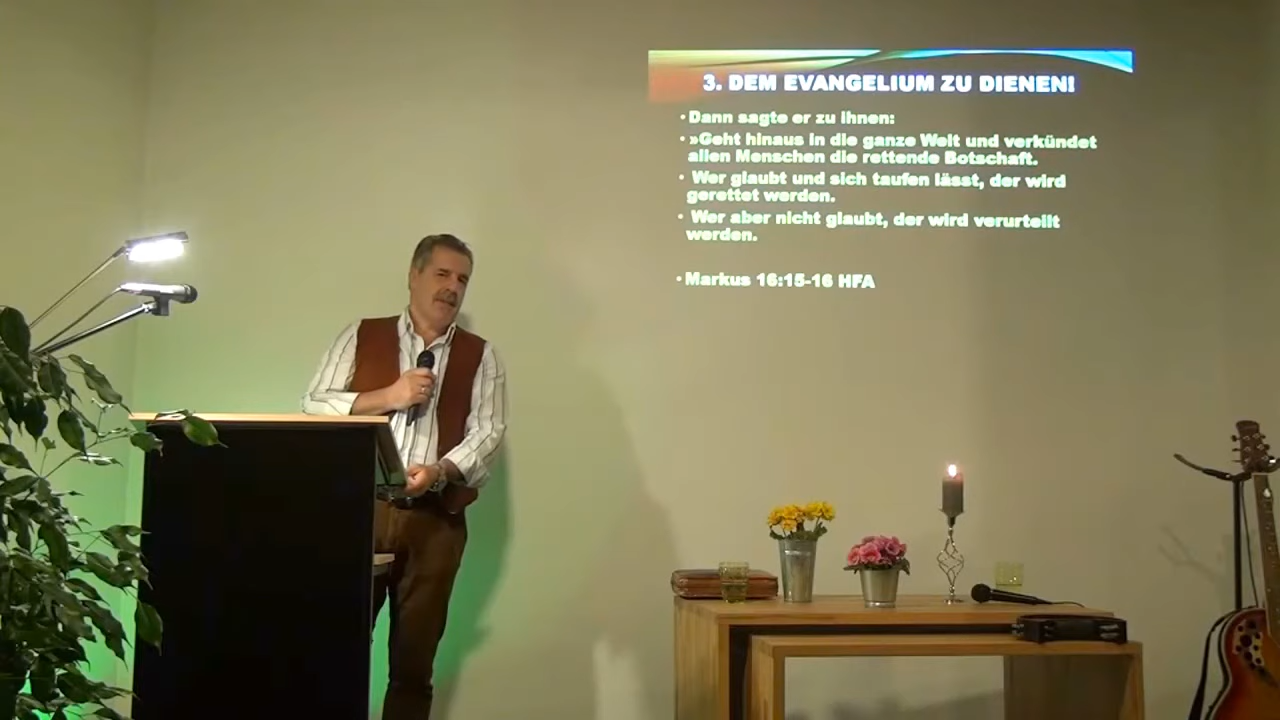 3. DEM EVANGELIUM ZU DIENEN!
• Dann sagte er zu ihnen:
• »Geht hinaus in die ganze Welt und verkündet
allen Menschen die rettende Botschaft.
• Wer glaubt und sich taufen lässt, der wird
gerettet werden.
• Wer aber nicht glaubt, der wird verurteilt
werden.
• Markus 16:15-16 HFA